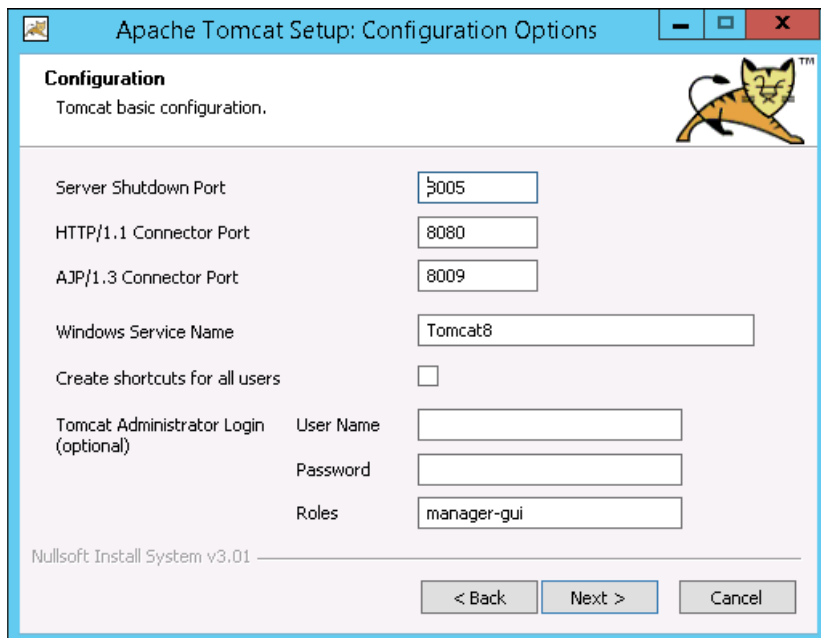 Apache Tomcat Setup: Configuration Options
Configuration
Tomcat basic configuration.
TM
Server Shutdown Port 8005
HTTP/1.1 Connector Port 8080
AJP/1.3 Connector Port 8009
Windows Service Name Tomcat8
Create shortcuts for all users
Tomcat Administrator Login User Name
(optional)
Password
Roles manager-gui
Nullsoft Install System v3.01
< Back Next > Cancel